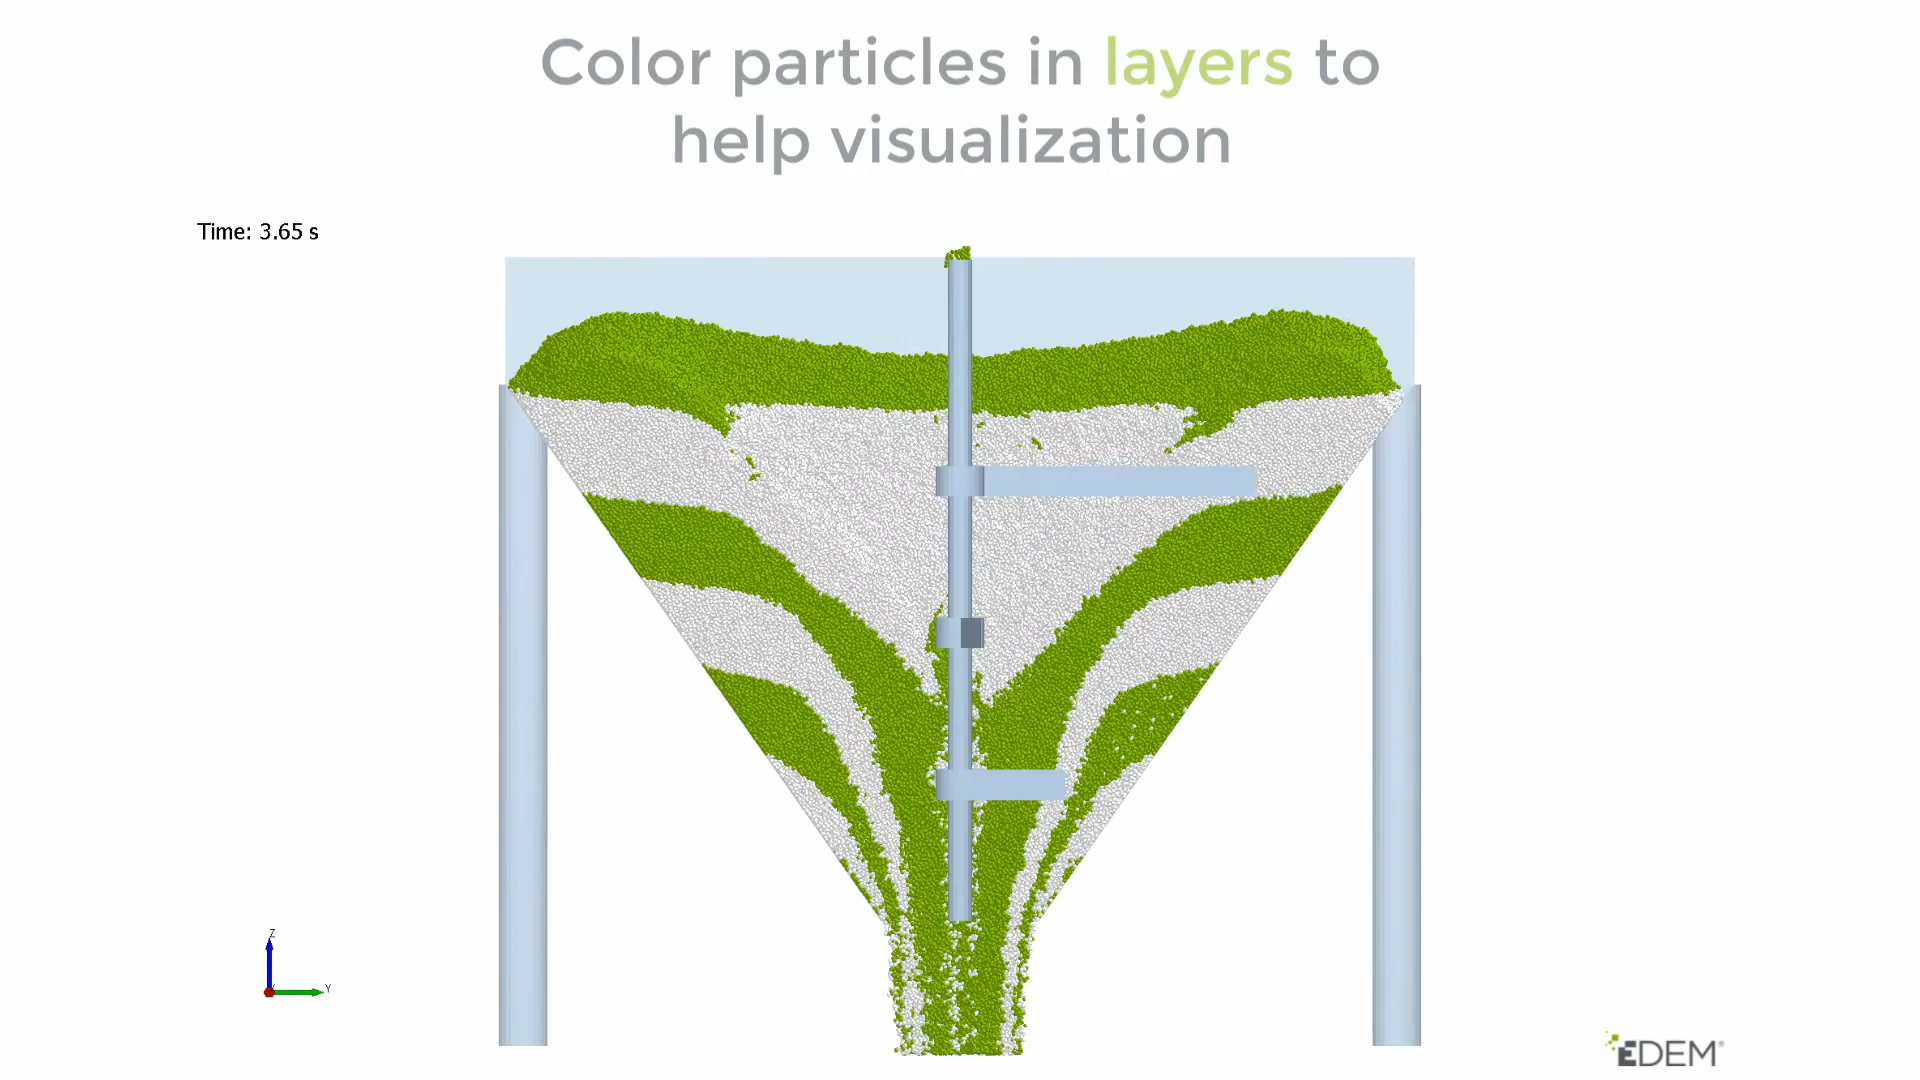 Color particles in layers to
help visualization
Time: 3.65 s
Z
Y
EDEM®